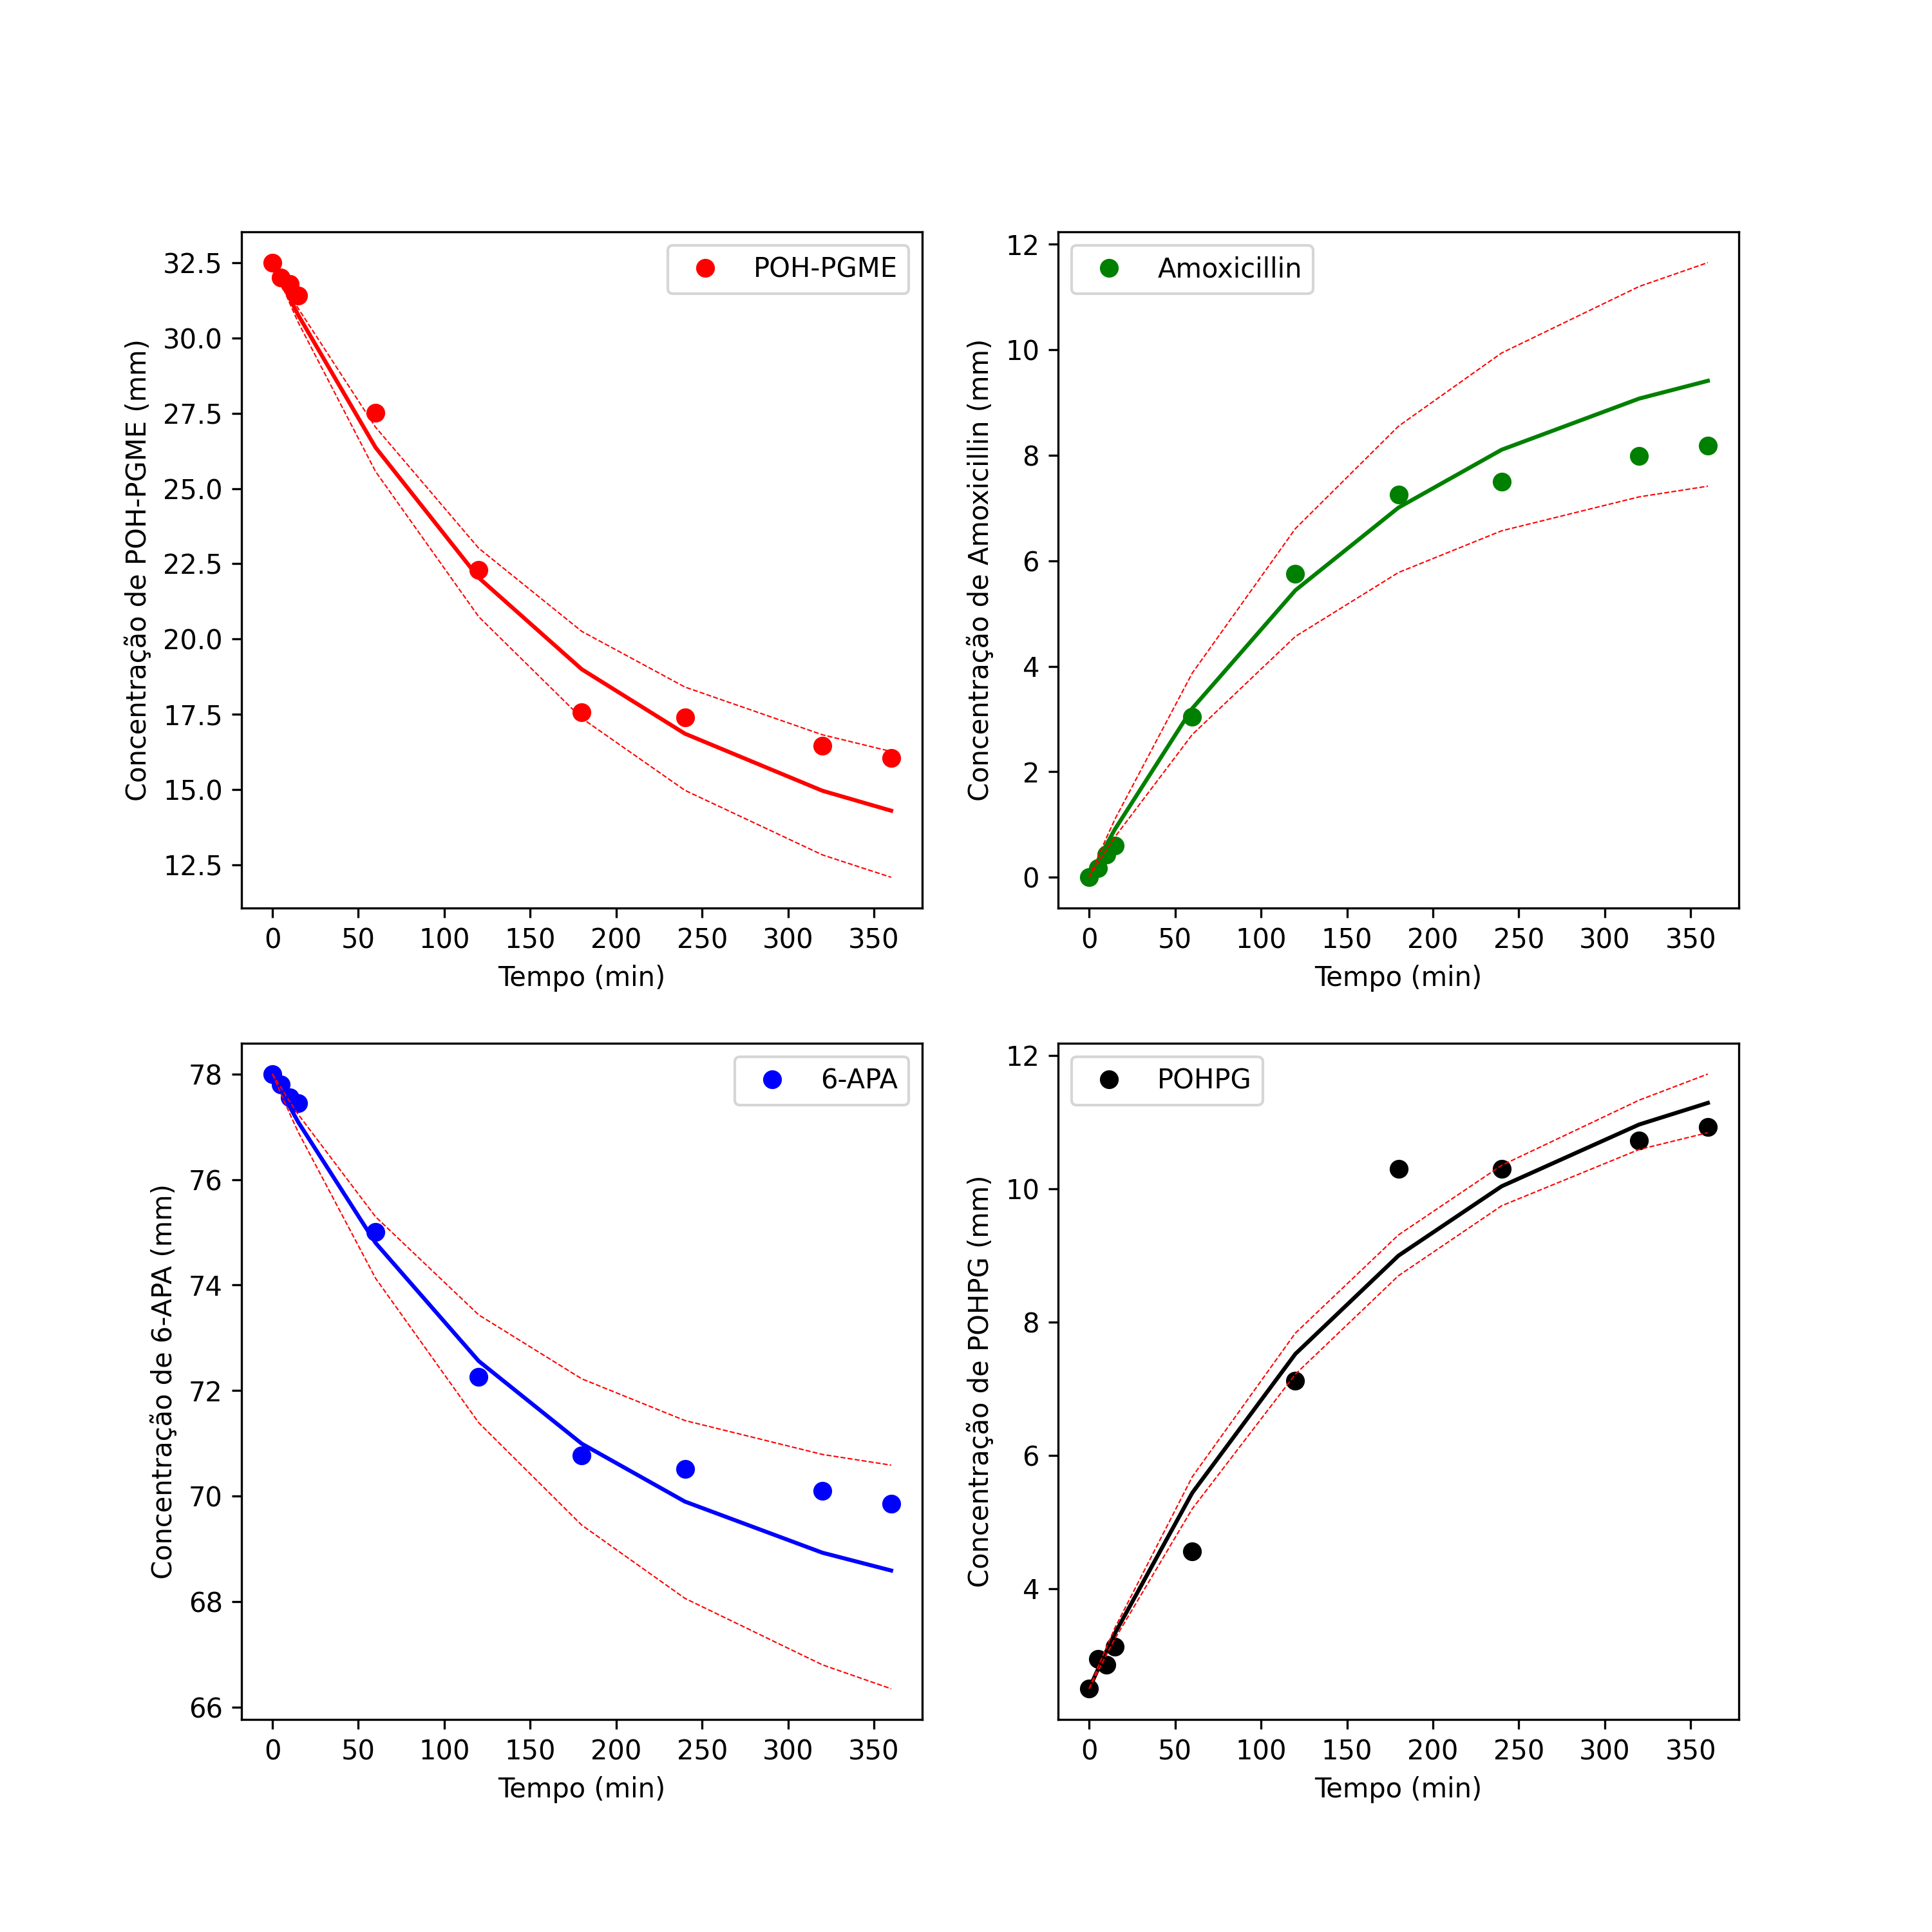 POH-PGME
32.5
30.0
27.5
25.0
22.5
20.0
17.5
15.0
12.5
Concentração de POH-PGME (mm)
0 50 100 150 200 250 300 350
Tempo (min)
Amoxicillin
12
10
8
6
4
2
0
Concentração de Amoxicillin (mm)
0 50 100 150 200 250 300 350
Tempo (min)
6-APA
78
76
74
72
70
68
66
Concentração de 6-APA (mm)
0 50 100 150 200 250 300 350
Tempo (min)
POHPG
12
10
8
6
4
Concentração de POHPG (mm)
0 50 100 150 200 250 300 350
Tempo (min)